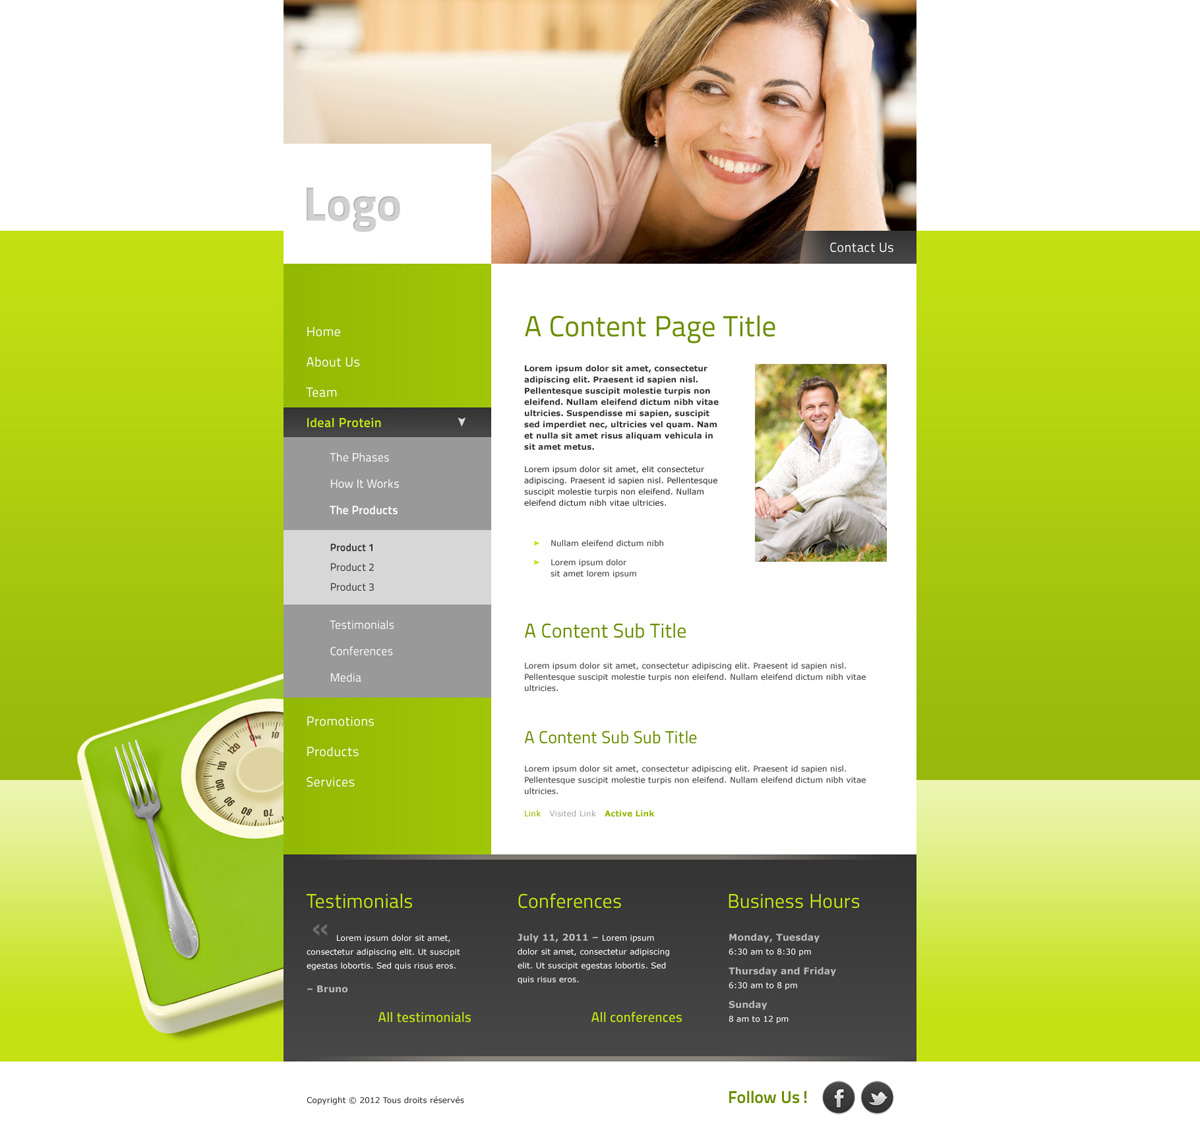 Logo
Contact Us
Home
About Us
Team
Ideal Protein
The Phases
How It Works
The Products
Product 1
Product 2
Product 3
Testimonials
Conferences
Media
Promotions
Products
Services
A Content Page Title
Lorem ipsum dolor sit amet, consectetur
adipiscing elit. Praesent id sapien nisl.
Pellentesque suscipit molestie turpis non
eleifend. Nullam eleifend dictum nibh vitae
ultricies. Suspendisse mi sapien, suscipit
sed imperdiet nec, ultricies vel quam. Nam
et nulla sit amet risus aliquam vehicula in
sit amet metus.
Lorem ipsum dolor sit amet, elit consectetur
adipiscing. Praesent id sapien nisl. Pellentesque
suscipit molestie turpis non eleifend. Nullam
eleifend dictum nibh vitae ultricies.
Nullam eleifend dictum nibh
Lorem ipsum dolor
sit amet lorem ipsum
A Content Sub Title
Lorem ipsum dolor sit amet, consectetur adipiscing elit. Praesent id sapien nisl.
Pellentesque suscipit molestie turpis non eleifend. Nullam eleifend dictum nibh vitae
ultricies.
A Content Sub Sub Title
Lorem ipsum dolor sit amet, consectetur adipiscing elit. Praesent id sapien nisl.
Pellentesque suscipit molestie turpis non eleifend. Nullam eleifend dictum nibh vitae
ultricies.
Link Visited Link Active Link
120
110
100
90
80
70
10
Testimonials
« Lorem ipsum dolor sit amet,
consectetur adipiscing elit. Ut suscipit
egestas lobortis. Sed quis risus eros.
– Bruno
All testimonials
Conferences
July 11, 2011 – Lorem ipsum
dolor sit amet, consectetur adipiscing
elit. Ut suscipit egestas lobortis. Sed
quis risus eros.
All conferences
Business Hours
Monday, Tuesday
6:30 am to 8:30 pm
Thursday and Friday
6:30 am to 8 pm
Sunday
8 am to 12 pm
Copyright © 2012 Tous droits réservés
Follow Us !
f